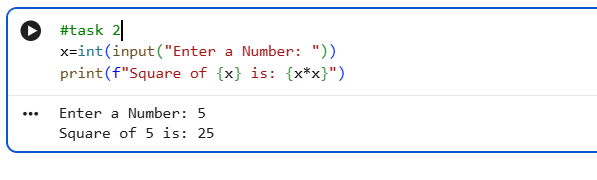 #task 2
x=int(input("Enter a Number: "))
print(f"Square of {x} is: {x*x}")
Enter a Number: 5
Square of 5 is: 25